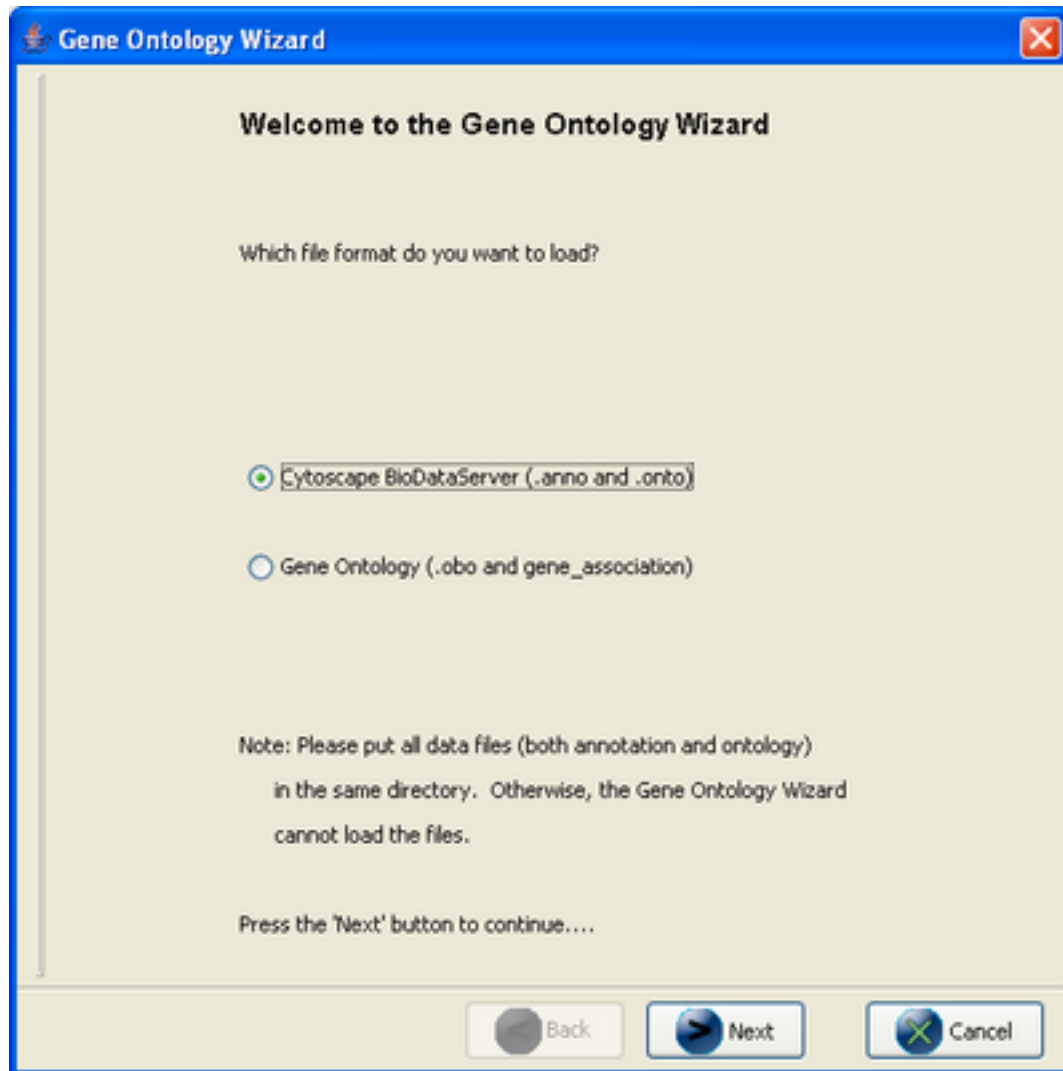 Gene Ontology Wizard
Welcome to the Gene Ontology Wizard
Which file format do you want to load?
Cytoscape BioDataServer (.anno and .onto)
Gene Ontology (.obo and gene_association)
Note: Please put all data files (both annotation and ontology)
in the same directory.  Otherwise, the Gene Ontology Wizard
cannot load the files.
Press the 'Next' button to continue....
Back
Next
Cancel